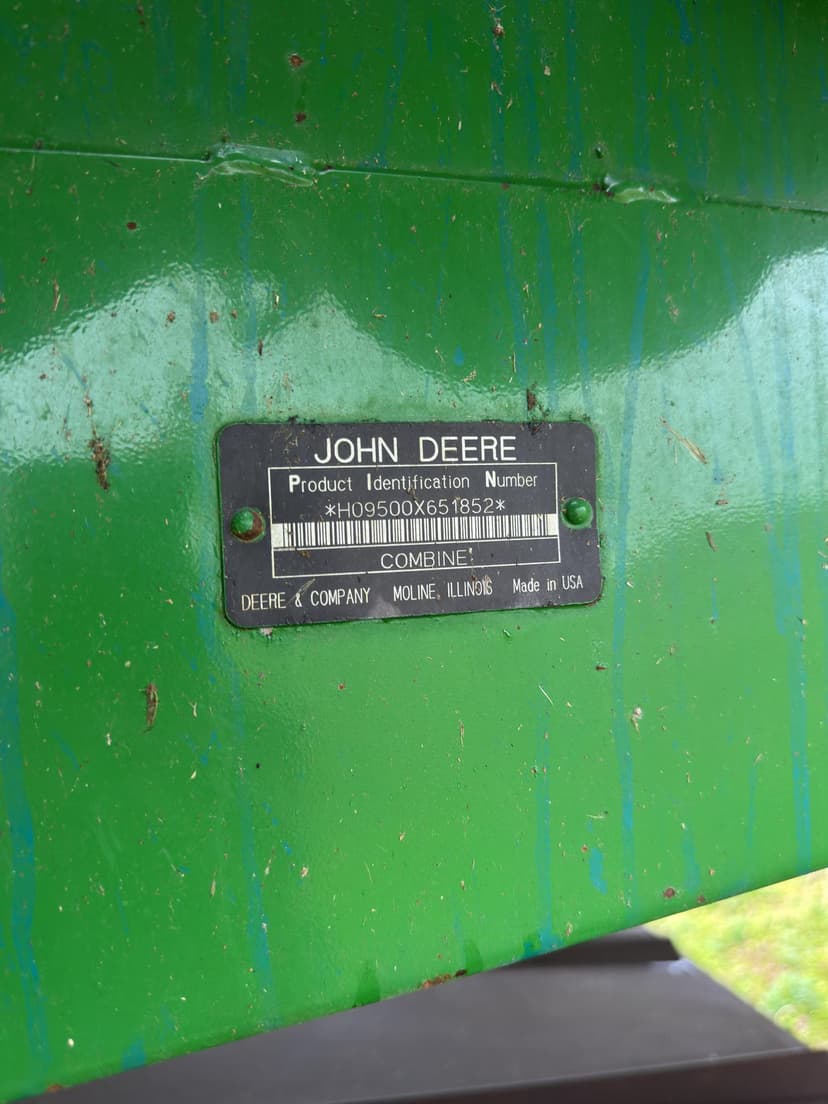 JOHN DEERE
Product Identification Number
*H09500X651852*
COMBINE
DEERE & COMPANY MOLINE, ILLINOIS Made in USA